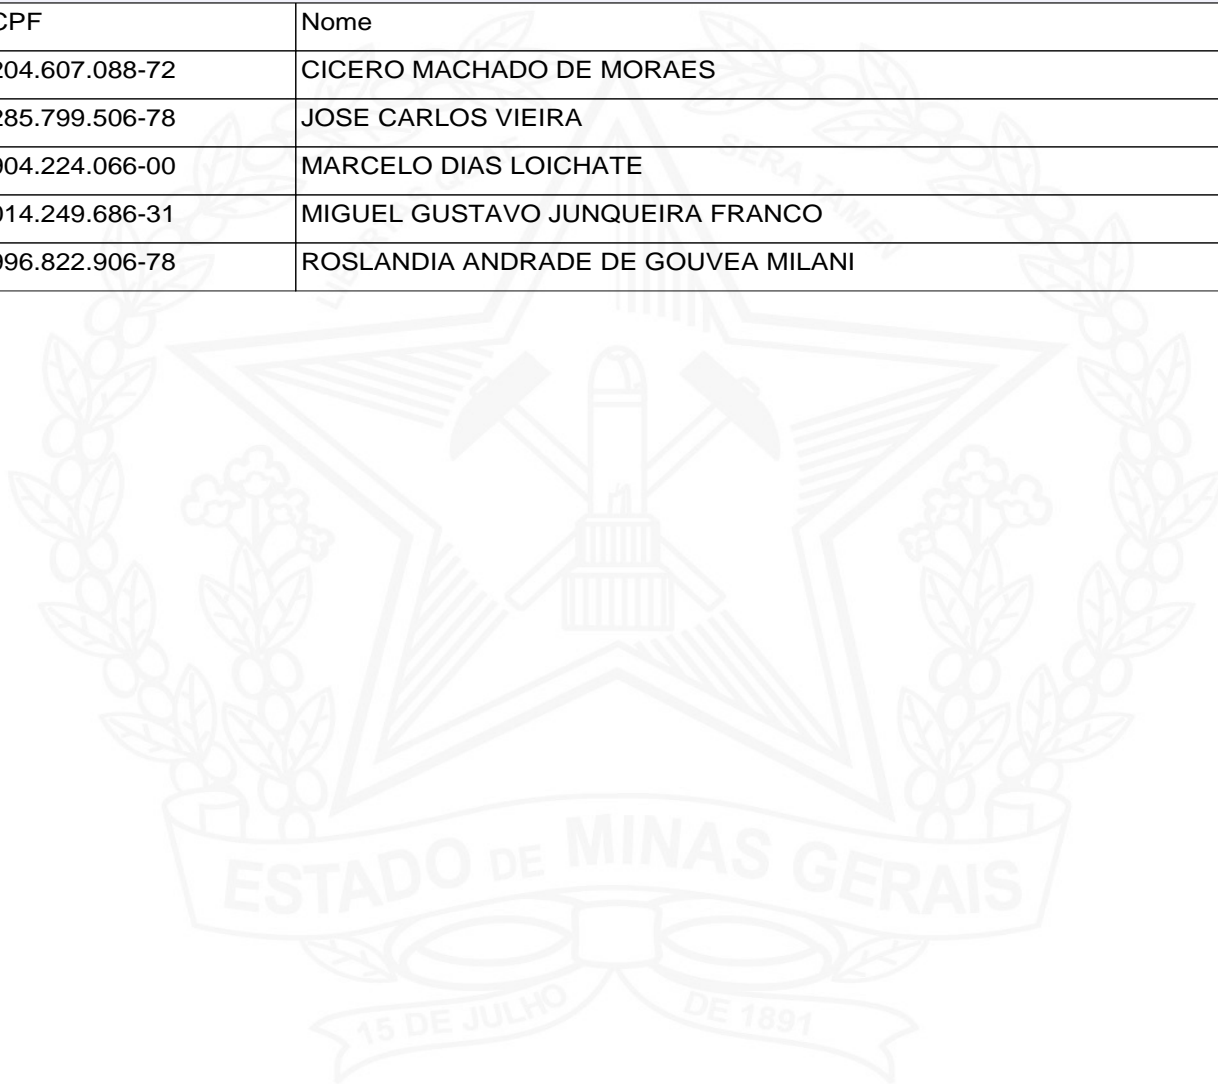 CPF Nome
204.607.088-72 CICERO MACHADO DE MORAES
285.799.506-78 JOSE CARLOS VIEIRA
904.224.066-00 MARCELO DIAS LOICHATE
014.249.686-31 MIGUEL GUSTAVO JUNQUEIRA FRANCO
996.822.906-78 ROSLANDIA ANDRADE DE GOUVEA MILANI
SERA TAMEN
ESTADO DE MINAS GERAIS
15 DE JULHO DE 1891